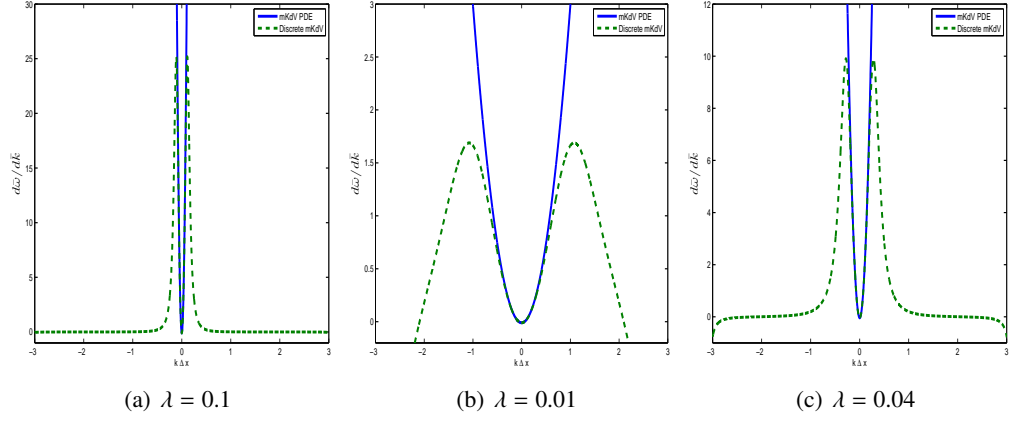 mKdV PDE
Discrete mKdV
30
25
20
15
10
5
0
dω̄/dk̄
−3 −2 −1 0 1 2 3
k Δ x
(a) λ = 0.1
mKdV PDE
Discrete mKdV
3
2.5
2
1.5
1
0.5
0
dω̄/dk̄
−3 −2 −1 0 1 2 3
k Δ x
(b) λ = 0.01
mKdV PDE
Discrete mKdV
12
10
8
6
4
2
0
dω̄/dk̄
−3 −2 −1 0 1 2 3
k Δ x
(c) λ = 0.04